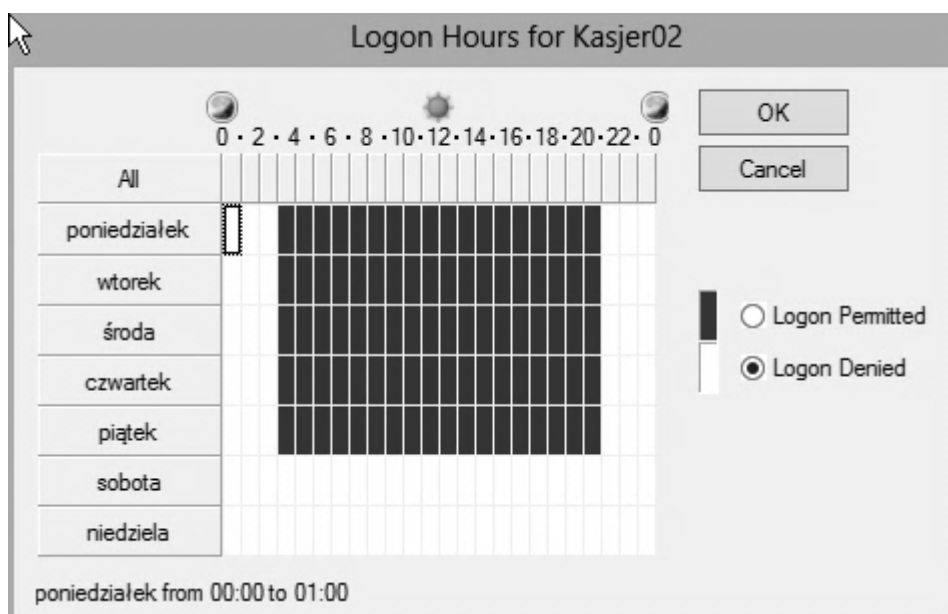 Logon Hours for Kasjer02
0 · 2 · 4 · 6 · 8 · 10 · 12 · 14 · 16 · 18 · 20 · 22 · 0
OK
Cancel
All
poniedziałek
wtorek
środa
czwartek
piątek
sobota
niedziela
Logon Permitted
Logon Denied
poniedziałek from 00:00 to 01:00